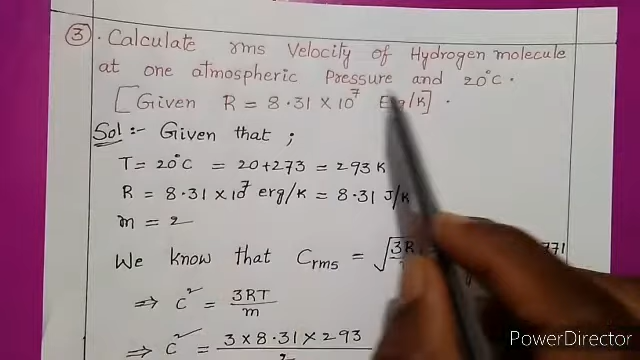 ③. Calculate rms Velocity of Hydrogen molecule
at one atmospheric Pressure and 20°C.
[Given R = 8.31 × 10⁷ Erg/K].
Sol:- Given that ;
T = 20°C = 20+273 = 293 K
R = 8.31 × 10⁷ erg/K = 8.31 J/K
m = 2
We know that Crms = √3R
⇒ C² = 3RT/m
⇒ C² = 3 × 8.31 × 293
PowerDirector